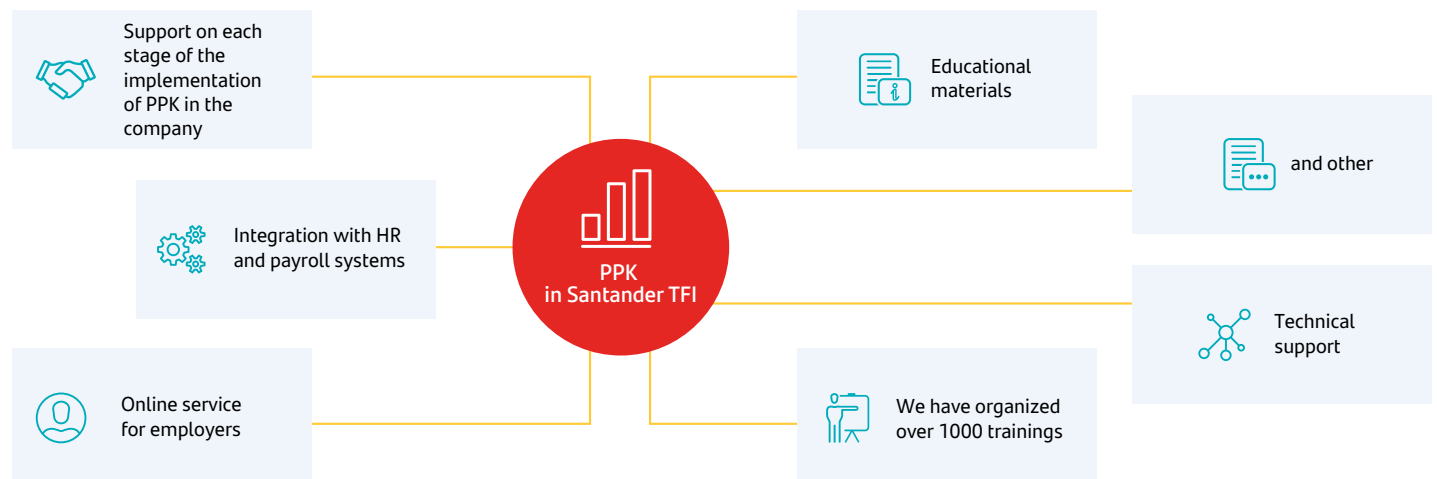 Support on each
stage of the
implementation
of PPK in the
company
Integration with HR
and payroll systems
Online service
for employers
PPK
in Santander TFI
Educational
materials
and other
Technical
support
We have organized
over 1000 trainings